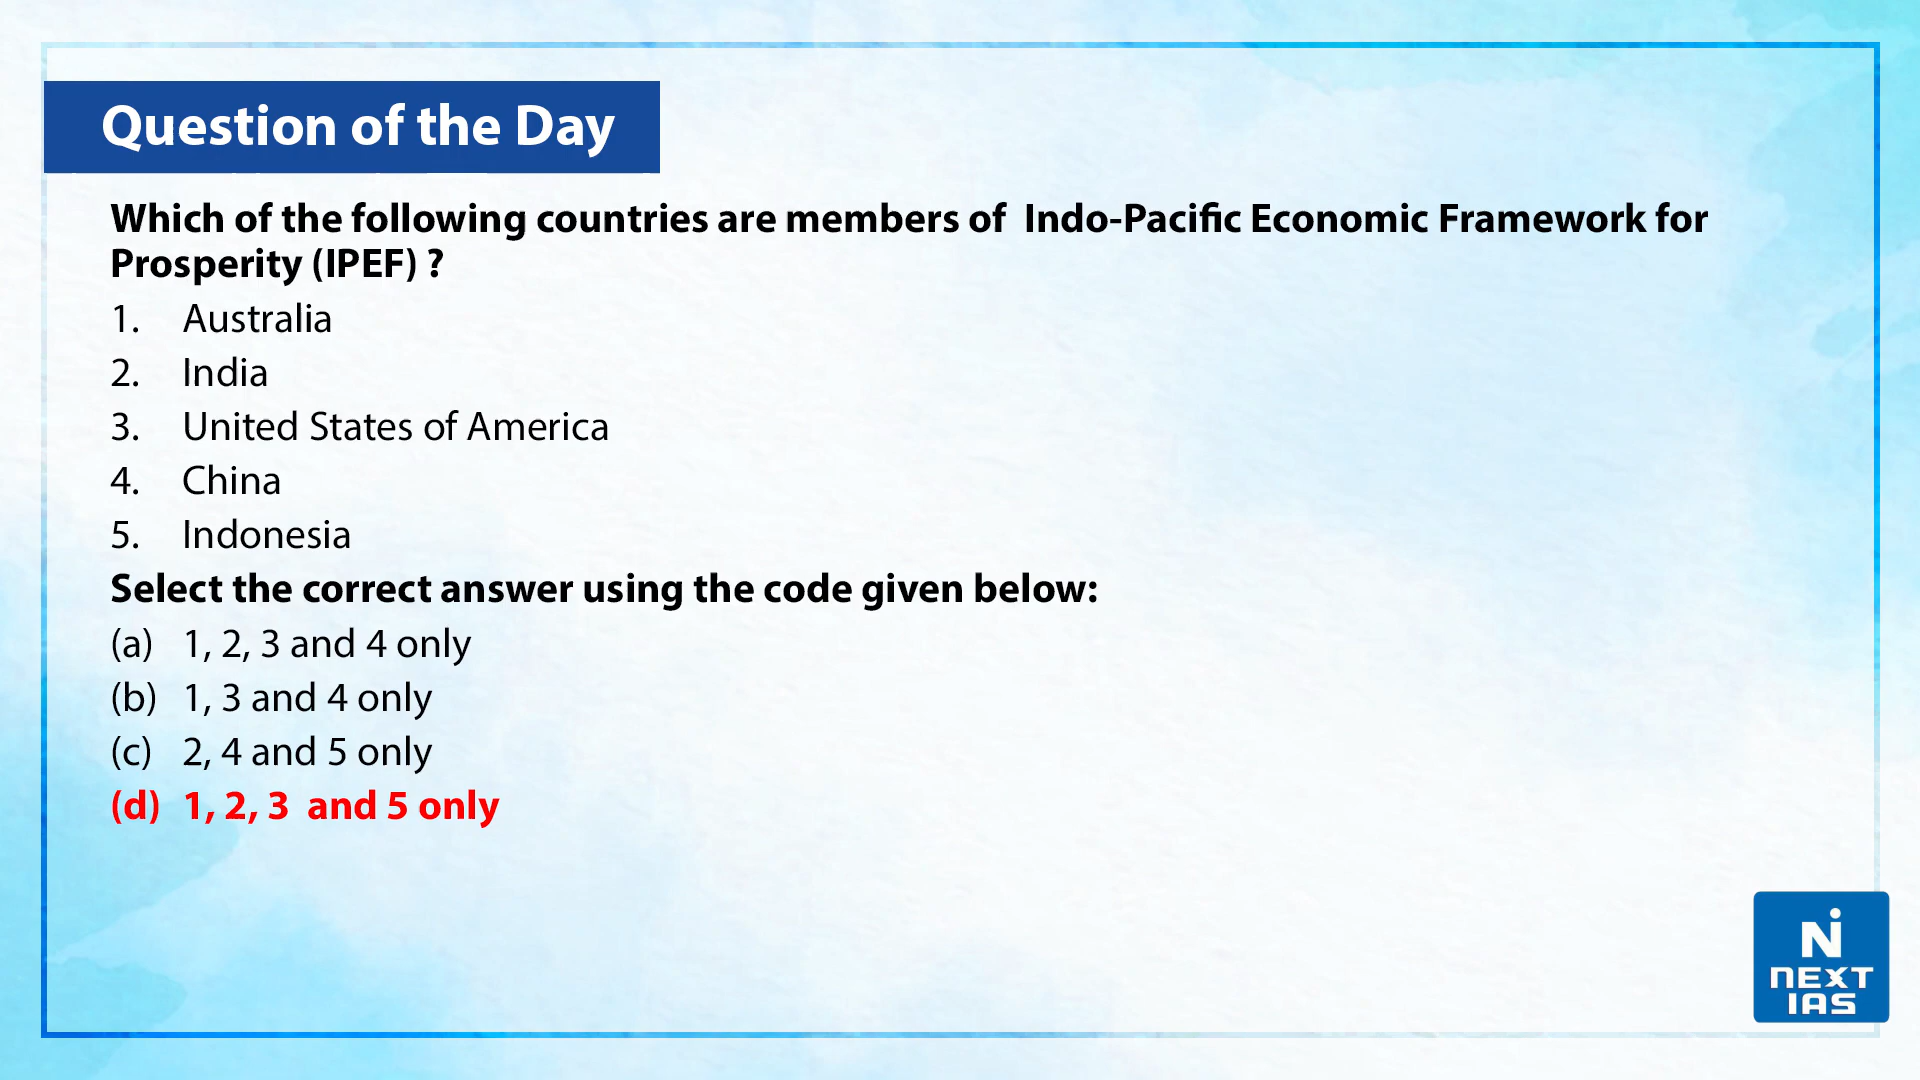 Question of the Day
Which of the following countries are members of Indo-Pacific Economic Framework for
Prosperity (IPEF) ?
1. Australia
2. India
3. United States of America
4. China
5. Indonesia
Select the correct answer using the code given below:
(a) 1, 2, 3 and 4 only
(b) 1, 3 and 4 only
(c) 2, 4 and 5 only
(d) 1, 2, 3 and 5 only
N
NEXT
IAS